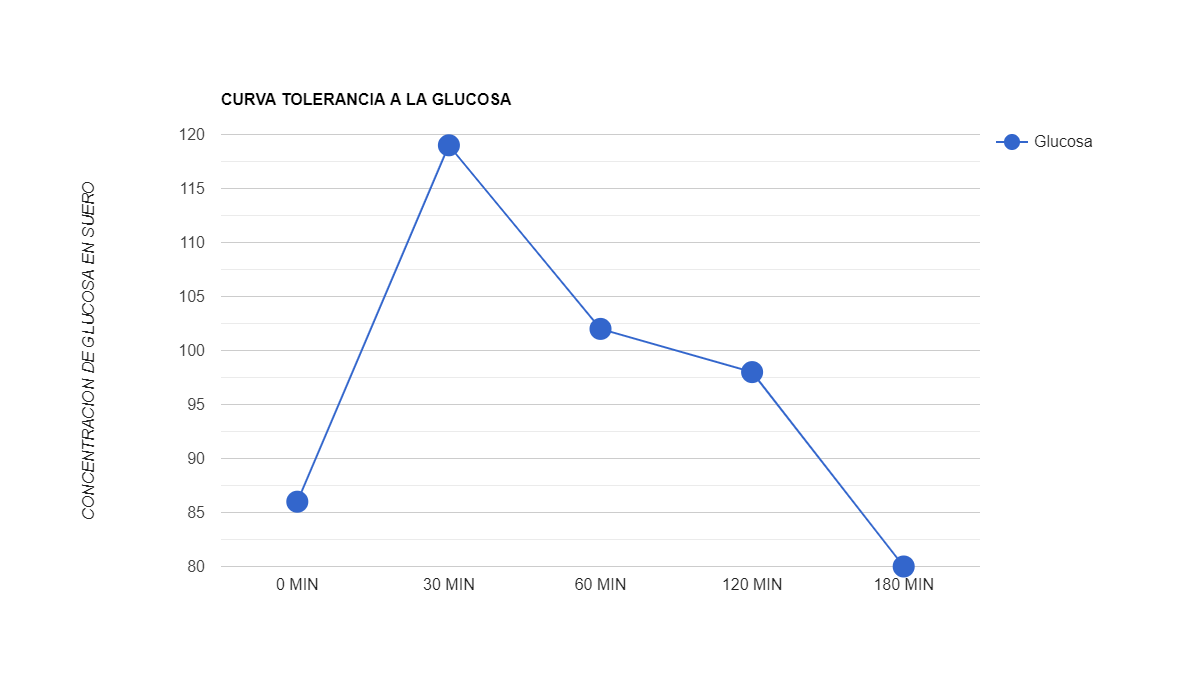 CURVA TOLERANCIA A LA GLUCOSA
Glucosa
CONCENTRACION DE GLUCOSA EN SUERO
120
115
110
105
100
95
90
85
80
0 MIN
30 MIN
60 MIN
120 MIN
180 MIN